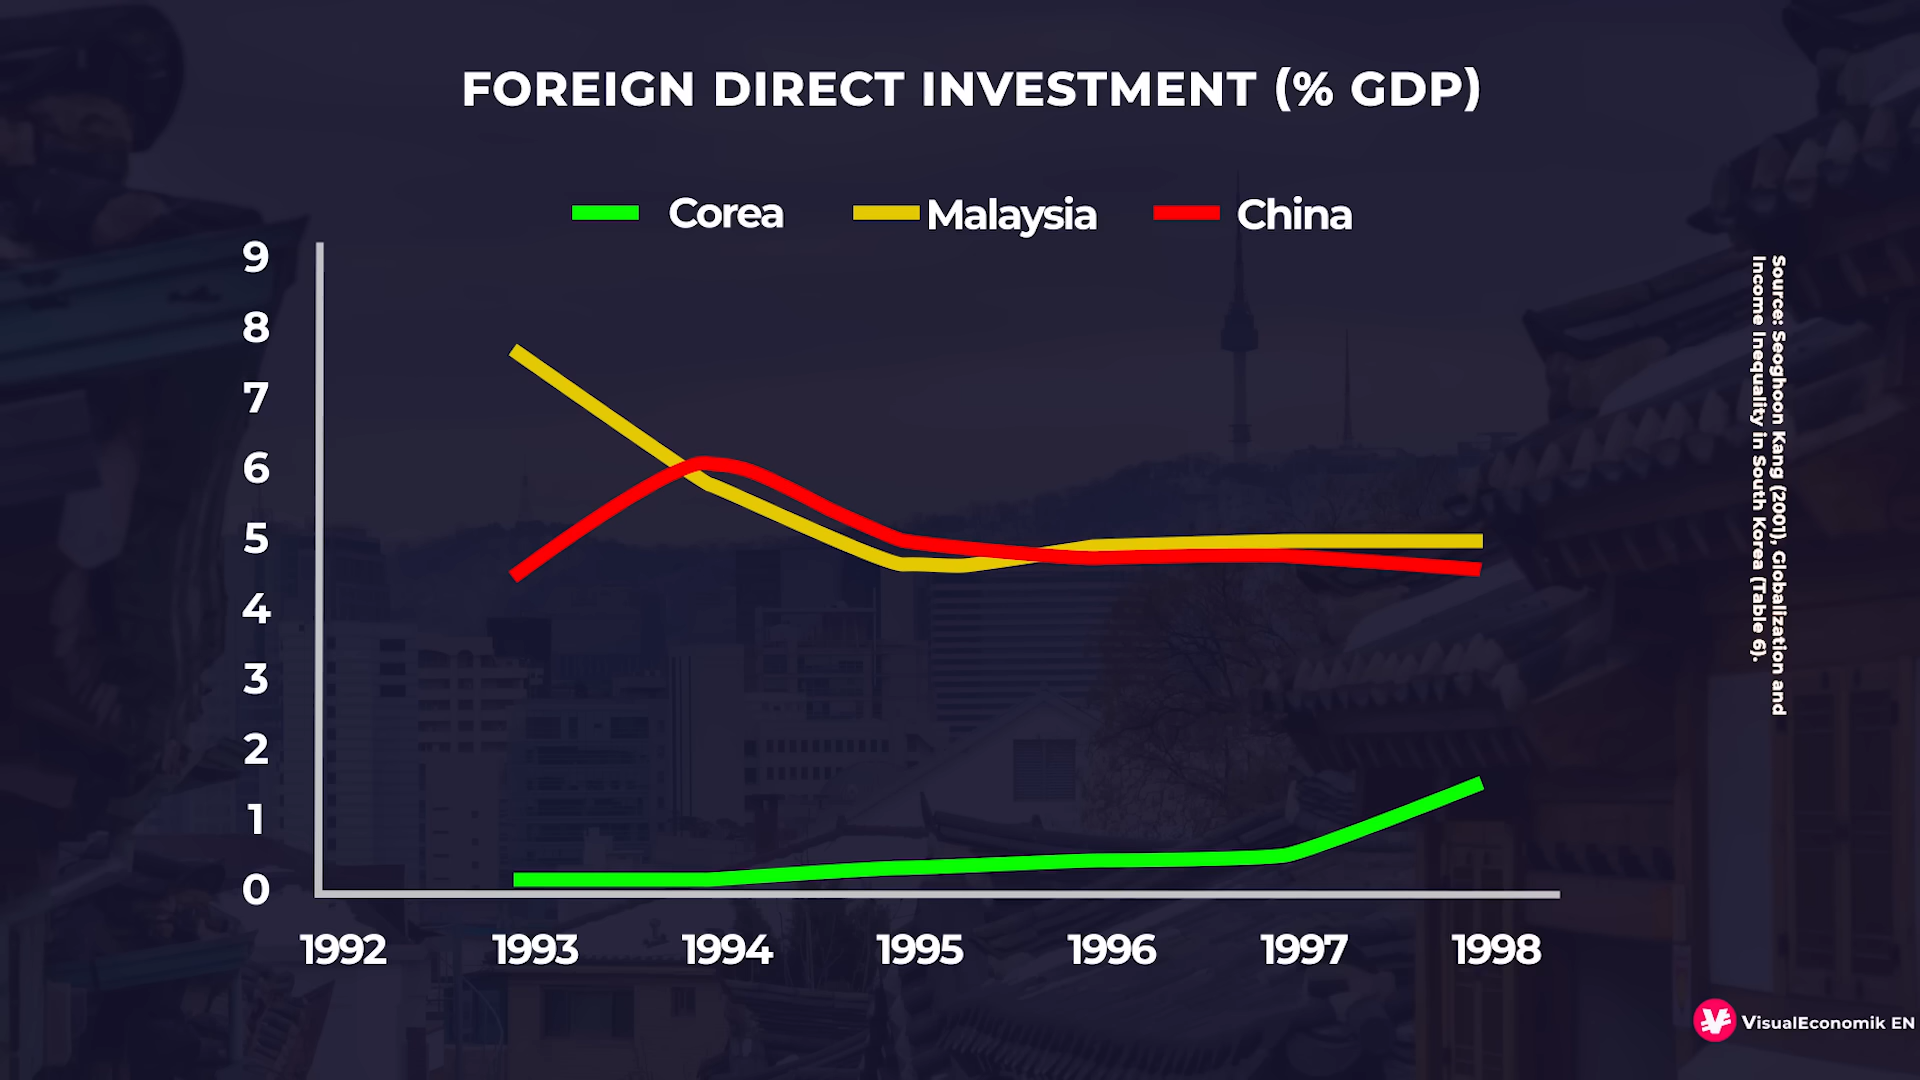 FOREIGN DIRECT INVESTMENT (% GDP)
Corea Malaysia China
9
8
7
6
5
4
3
2
1
0
1992 1993 1994 1995 1996 1997 1998
Source: Seoghoon Kang (2001), Globalization and
Income Inequality in South Korea (Table 6).
VisualEconomik EN